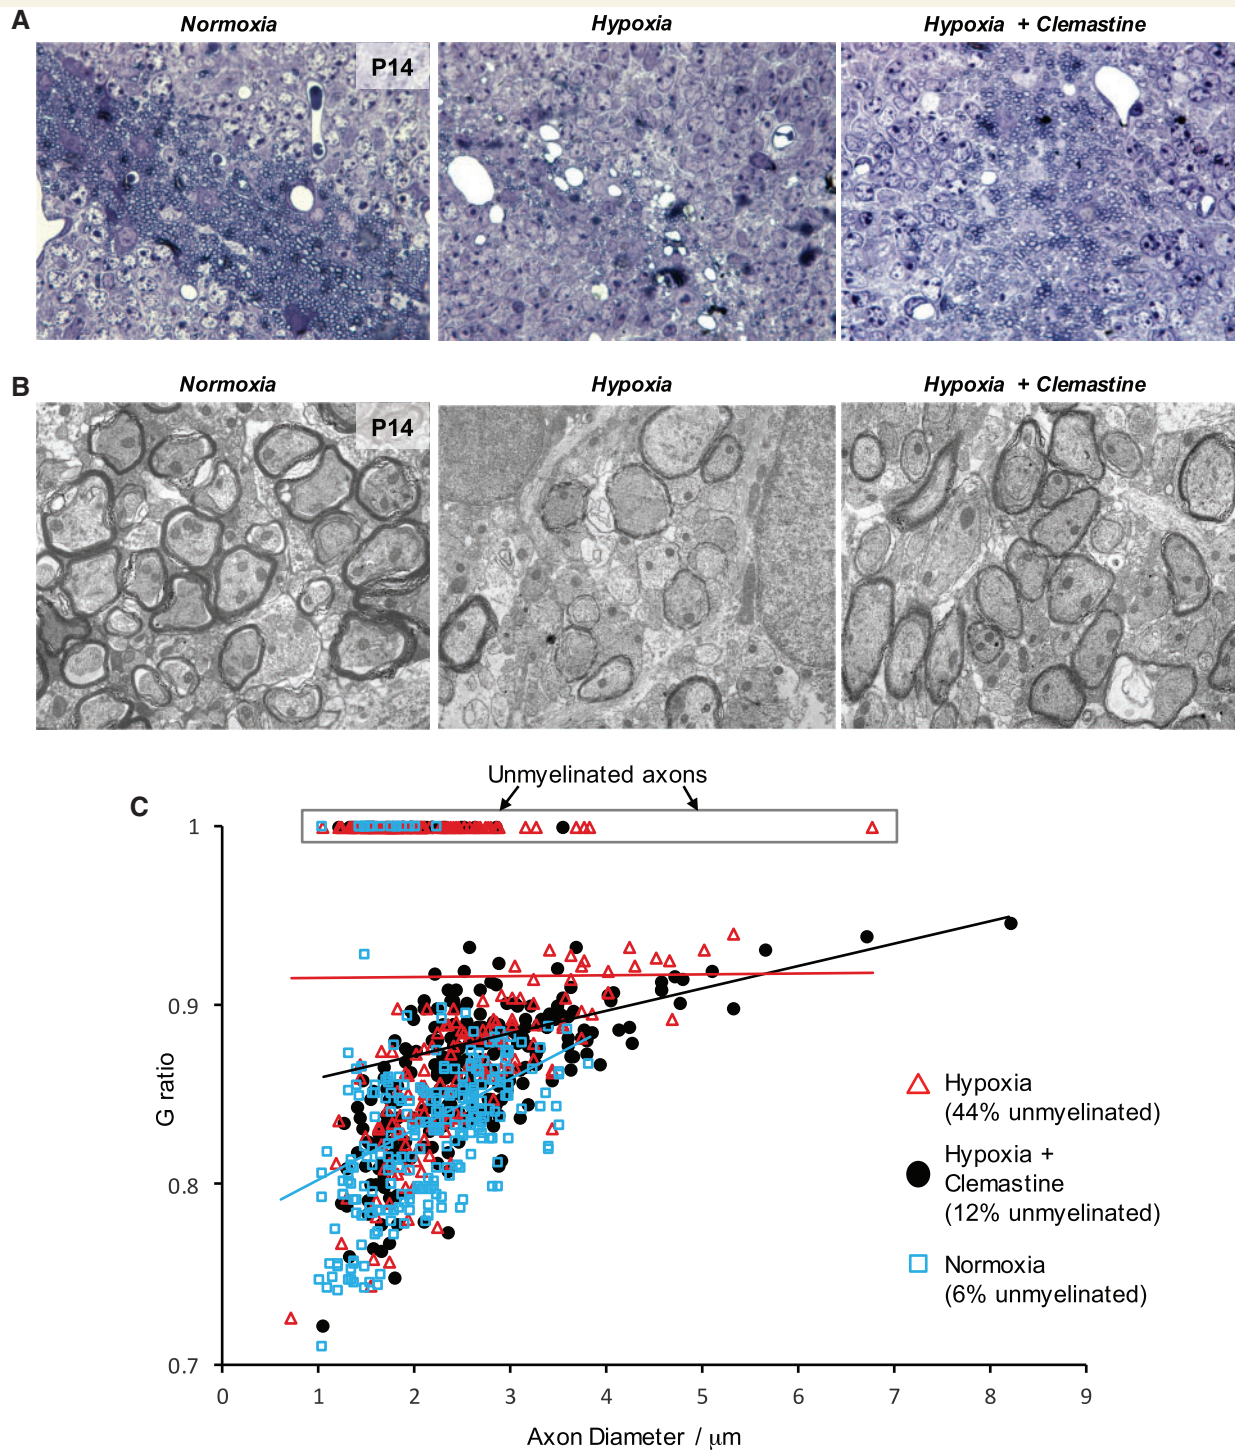 A
Normoxia
Hypoxia
Hypoxia + Clemastine
P14
B
Normoxia
Hypoxia
Hypoxia + Clemastine
P14
C
Unmyelinated axons
1
0.9
0.8
0.7
G ratio
0 1 2 3 4 5 6 7 8 9
Axon Diameter / μm
Hypoxia
(44% unmyelinated)
Hypoxia +
Clemastine
(12% unmyelinated)
Normoxia
(6% unmyelinated)